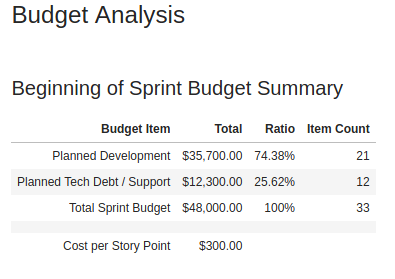 Budget Analysis
Beginning of Sprint Budget Summary
Budget Item Total Ratio Item Count
Planned Development $35,700.00 74.38% 21
Planned Tech Debt / Support $12,300.00 25.62% 12
Total Sprint Budget $48,000.00 100% 33
Cost per Story Point $300.00